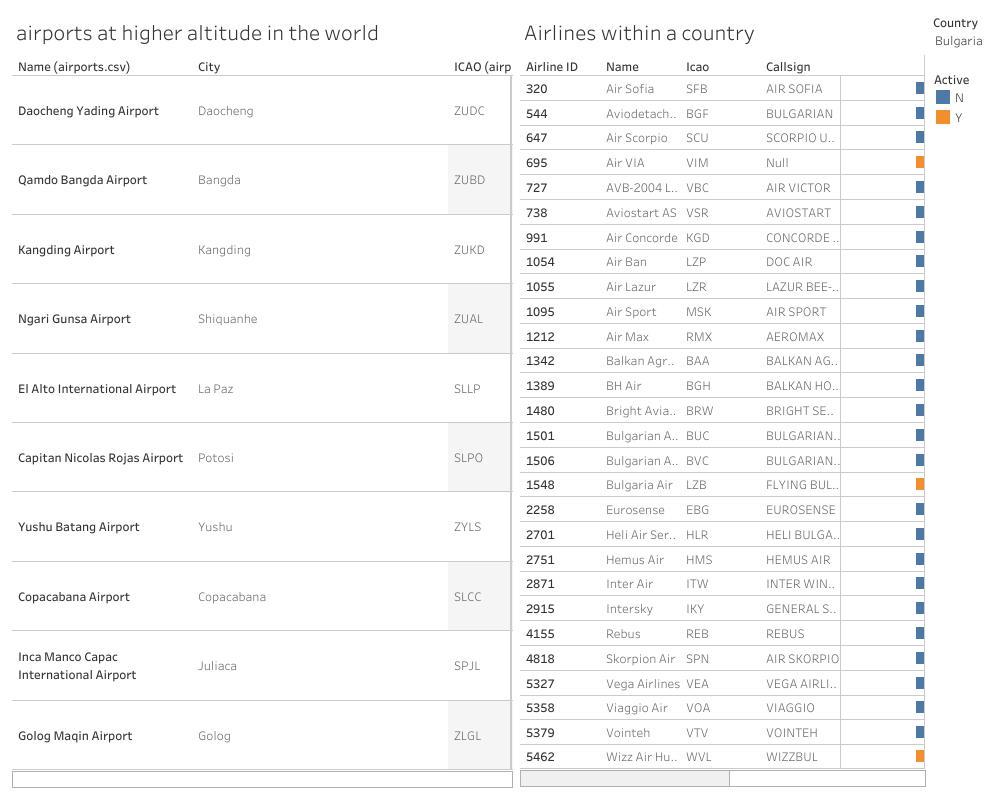 airports at higher altitude in the world
Name (airports.csv) City ICAO (airp
Daocheng Yading Airport Daocheng ZUDC
Qamdo Bangda Airport Bangda ZUBD
Kangding Airport Kangding ZUKD
Ngari Gunsa Airport Shiquanhe ZUAL
El Alto International Airport La Paz SLLP
Capitan Nicolas Rojas Airport Potosi SLPO
Yushu Batang Airport Yushu ZYLS
Copacabana Airport Copacabana SLCC
Inca Manco Capac
International Airport Juliaca SPJL
Golog Maqin Airport Golog ZLGL
Airlines within a country
Airline ID Name Icao Callsign
320 Air Sofia SFB AIR SOFIA
544 Aviodetach.. BGF BULGARIAN
647 Air Scorpio SCU SCORPIO U..
695 Air VIA VIM Null
727 AVB-2004 L.. VBC AIR VICTOR
738 Aviostart AS VSR AVIOSTART
991 Air Concorde KGD CONCORDE ..
1054 Air Ban LZP DOC AIR
1055 Air Lazur LZR LAZUR BEE-..
1095 Air Sport MSK AIR SPORT
1212 Air Max RMX AEROMAX
1342 Balkan Agr.. BAA BALKAN AG..
1389 BH Air BGH BALKAN HO..
1480 Bright Avia.. BRW BRIGHT SE..
1501 Bulgarian A.. BUC BULGARIAN..
1506 Bulgarian A.. BVC BULGARIAN..
1548 Bulgaria Air LZB FLYING BUL..
2258 Eurosense EBG EUROSENSE
2701 Heli Air Ser.. HLR HELI BULGA..
2751 Hemus Air HMS HEMUS AIR
2871 Inter Air ITW INTER WIN..
2915 Intersky IKY GENERAL S..
4155 Rebus REB REBUS
4818 Skorpion Air SPN AIR SKORPIO
5327 Vega Airlines VEA VEGA AIRLI..
5358 Viaggio Air VOA VIAGGIO
5379 Vointeh VTV VOINTEH
5462 Wizz Air Hu.. WVL WIZZBUL
Country
Bulgaria
Active
N
Y